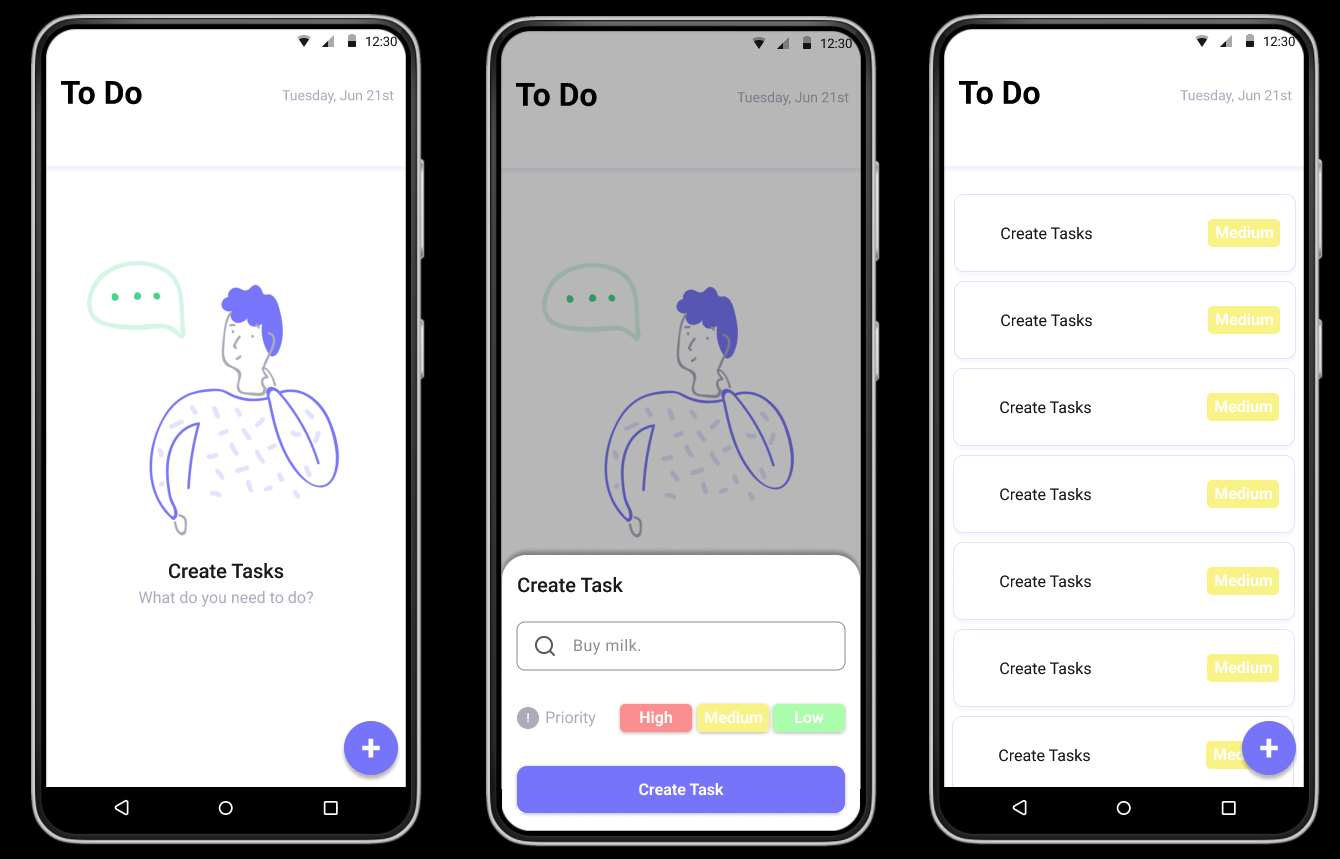 12:30
To Do
Tuesday, Jun 21st
Create Tasks
What do you need to do?
12:30
To Do
Tuesday, Jun 21st
Create Task
Buy milk.
! Priority High Medium Low
Create Task
12:30
To Do
Tuesday, Jun 21st
Create Tasks Medium
Create Tasks Medium
Create Tasks Medium
Create Tasks Medium
Create Tasks Medium
Create Tasks Medium
Create Tasks